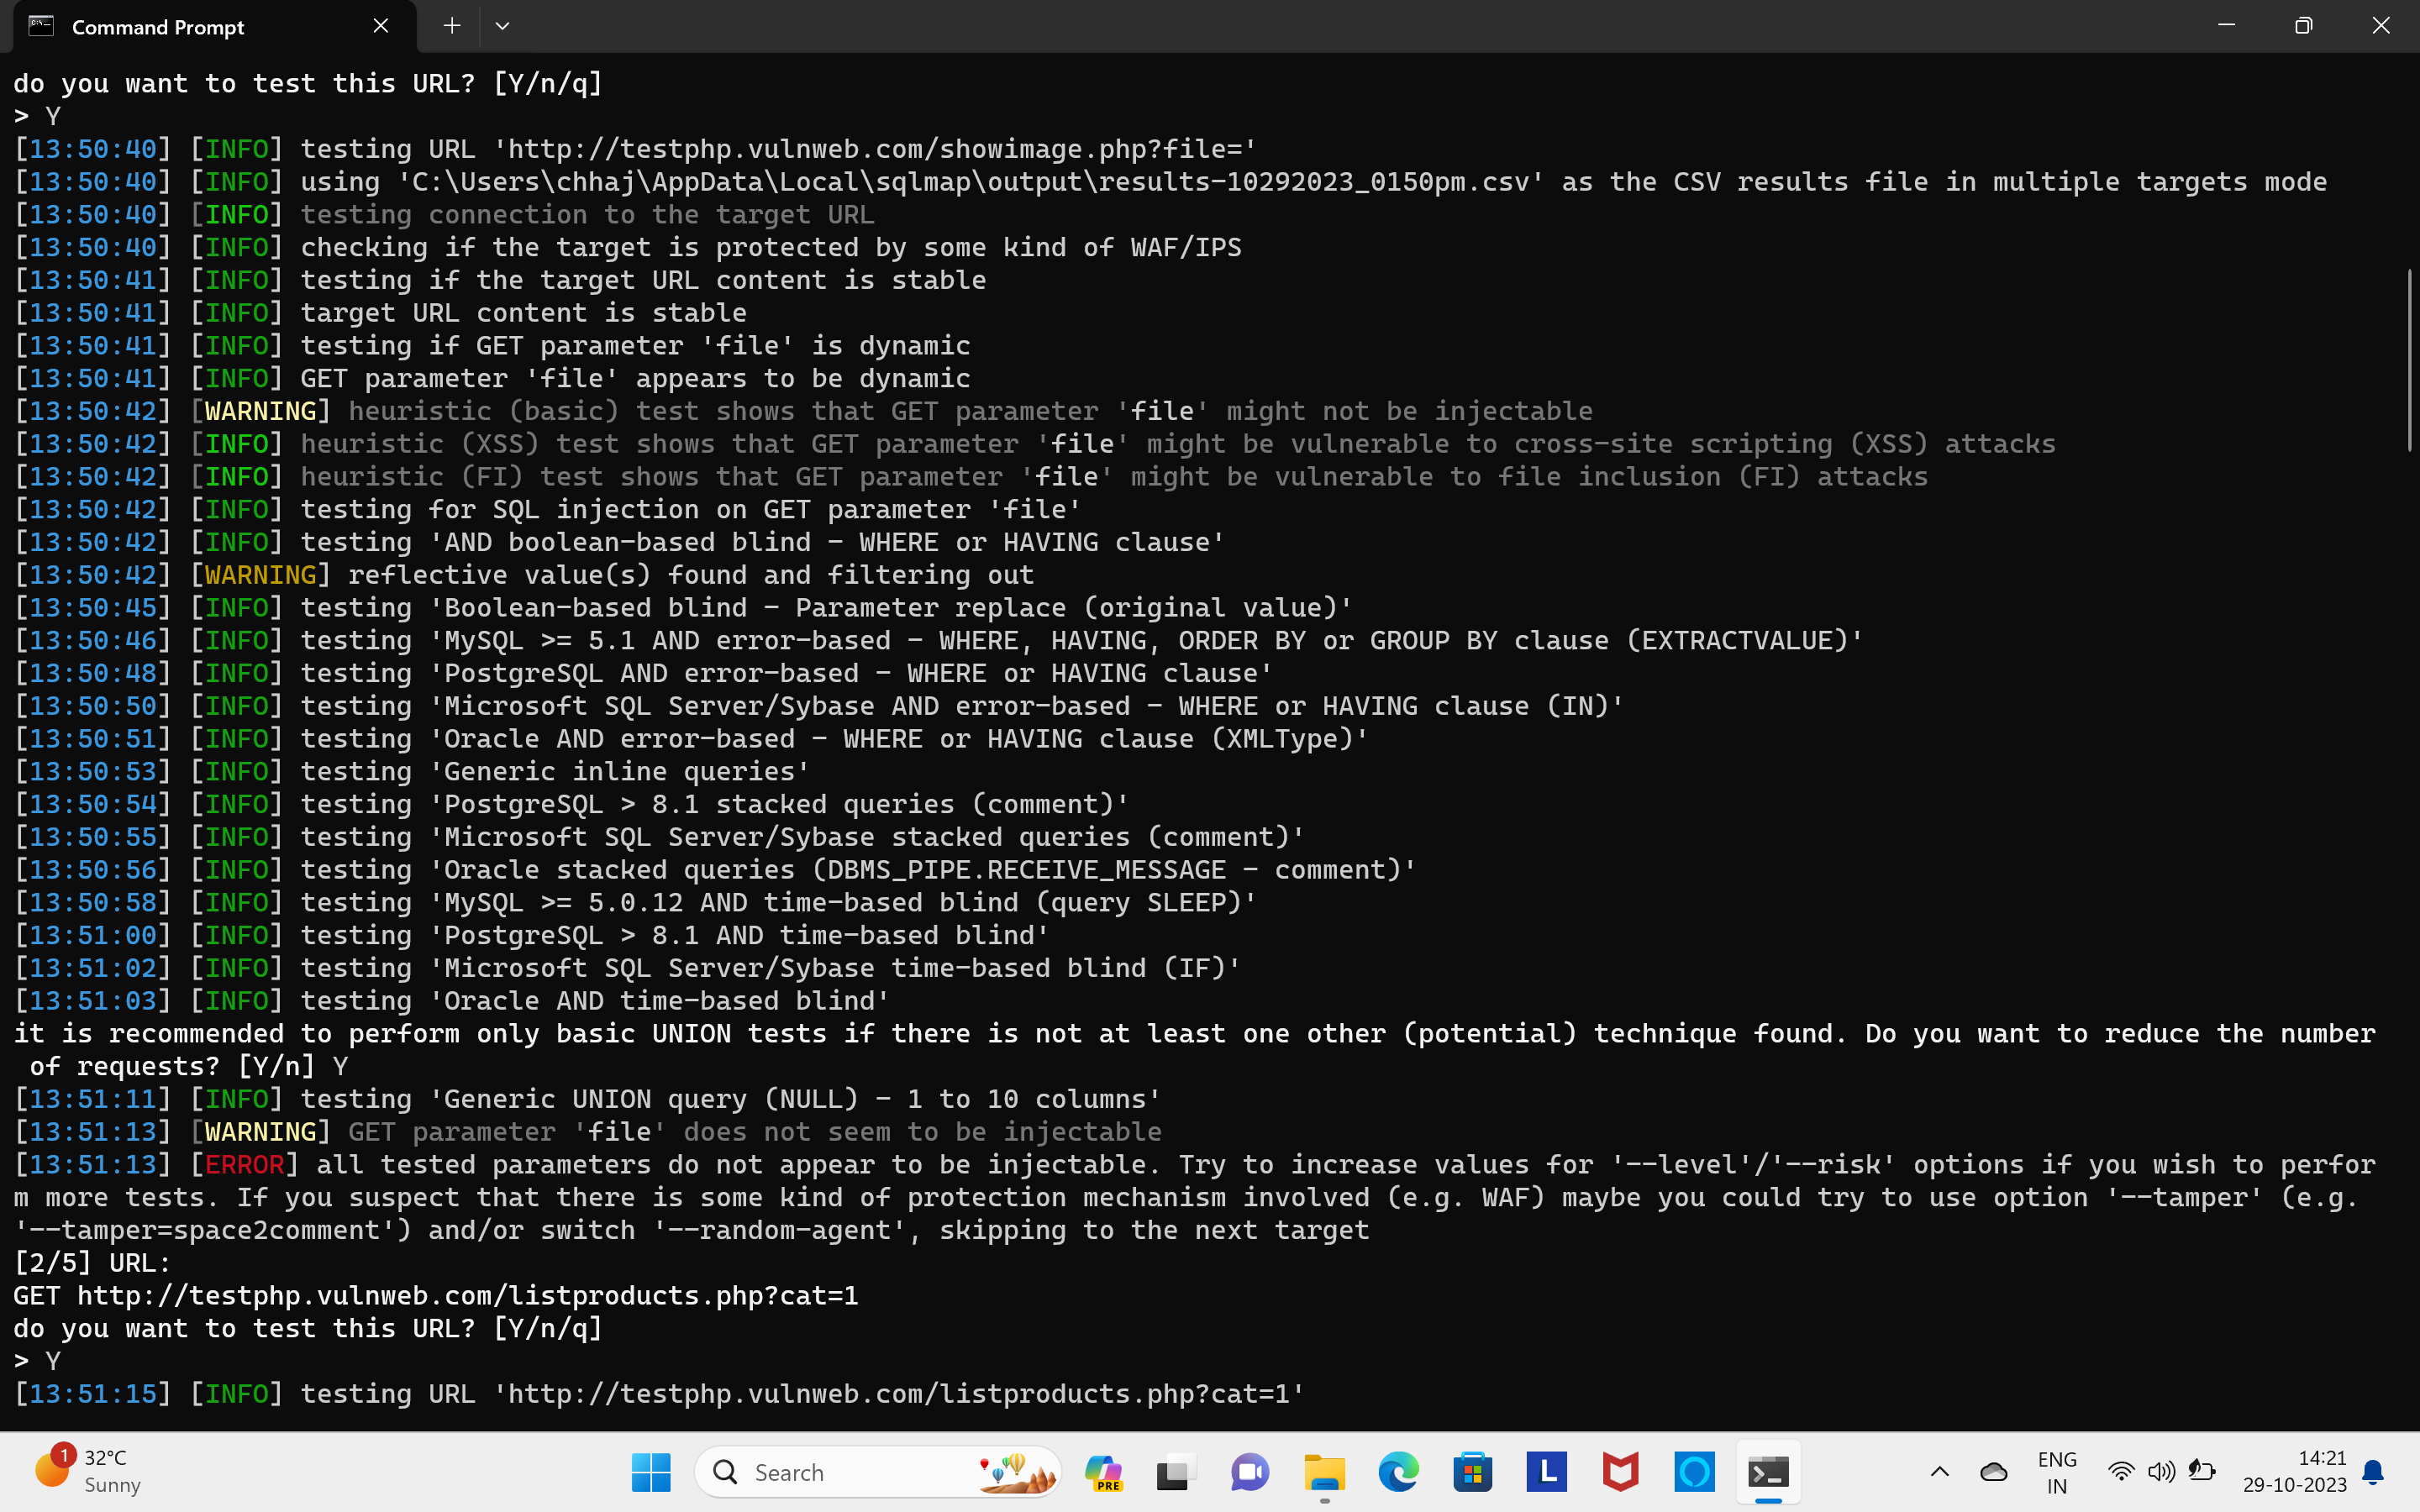 Command Prompt
do you want to test this URL? [Y/n/q]
> Y
[13:50:40] [INFO] testing URL 'http://testphp.vulnweb.com/showimage.php?file='
[13:50:40] [INFO] using 'C:\Users\chhaj\AppData\Local\sqlmap\output\results-10292023_0150pm.csv' as the CSV results file in multiple targets mode
[13:50:40] [INFO] testing connection to the target URL
[13:50:40] [INFO] checking if the target is protected by some kind of WAF/IPS
[13:50:41] [INFO] testing if the target URL content is stable
[13:50:41] [INFO] target URL content is stable
[13:50:41] [INFO] testing if GET parameter 'file' is dynamic
[13:50:41] [INFO] GET parameter 'file' appears to be dynamic
[13:50:42] [WARNING] heuristic (basic) test shows that GET parameter 'file' might not be injectable
[13:50:42] [INFO] heuristic (XSS) test shows that GET parameter 'file' might be vulnerable to cross-site scripting (XSS) attacks
[13:50:42] [INFO] heuristic (FI) test shows that GET parameter 'file' might be vulnerable to file inclusion (FI) attacks
[13:50:42] [INFO] testing for SQL injection on GET parameter 'file'
[13:50:42] [INFO] testing 'AND boolean-based blind - WHERE or HAVING clause'
[13:50:42] [WARNING] reflective value(s) found and filtering out
[13:50:45] [INFO] testing 'Boolean-based blind - Parameter replace (original value)'
[13:50:46] [INFO] testing 'MySQL >= 5.1 AND error-based - WHERE, HAVING, ORDER BY or GROUP BY clause (EXTRACTVALUE)'
[13:50:48] [INFO] testing 'PostgreSQL AND error-based - WHERE or HAVING clause'
[13:50:50] [INFO] testing 'Microsoft SQL Server/Sybase AND error-based - WHERE or HAVING clause (IN)'
[13:50:51] [INFO] testing 'Oracle AND error-based - WHERE or HAVING clause (XMLType)'
[13:50:53] [INFO] testing 'Generic inline queries'
[13:50:54] [INFO] testing 'PostgreSQL > 8.1 stacked queries (comment)'
[13:50:55] [INFO] testing 'Microsoft SQL Server/Sybase stacked queries (comment)'
[13:50:56] [INFO] testing 'Oracle stacked queries (DBMS_PIPE.RECEIVE_MESSAGE - comment)'
[13:50:58] [INFO] testing 'MySQL >= 5.0.12 AND time-based blind (query SLEEP)'
[13:51:00] [INFO] testing 'PostgreSQL > 8.1 AND time-based blind'
[13:51:02] [INFO] testing 'Microsoft SQL Server/Sybase time-based blind (IF)'
[13:51:03] [INFO] testing 'Oracle AND time-based blind'
it is recommended to perform only basic UNION tests if there is not at least one other (potential) technique found. Do you want to reduce the number
of requests? [Y/n] Y
[13:51:11] [INFO] testing 'Generic UNION query (NULL) - 1 to 10 columns'
[13:51:13] [WARNING] GET parameter 'file' does not seem to be injectable
[13:51:13] [ERROR] all tested parameters do not appear to be injectable. Try to increase values for '--level'/'--risk' options if you wish to perfor
m more tests. If you suspect that there is some kind of protection mechanism involved (e.g. WAF) maybe you could try to use option '--tamper' (e.g.
'--tamper=space2comment') and/or switch '--random-agent', skipping to the next target
[2/5] URL:
GET http://testphp.vulnweb.com/listproducts.php?cat=1
do you want to test this URL? [Y/n/q]
> Y
[13:51:15] [INFO] testing URL 'http://testphp.vulnweb.com/listproducts.php?cat=1'
1
32°C
Sunny
Search
PRE
L
ENG
IN
14:21
29-10-2023